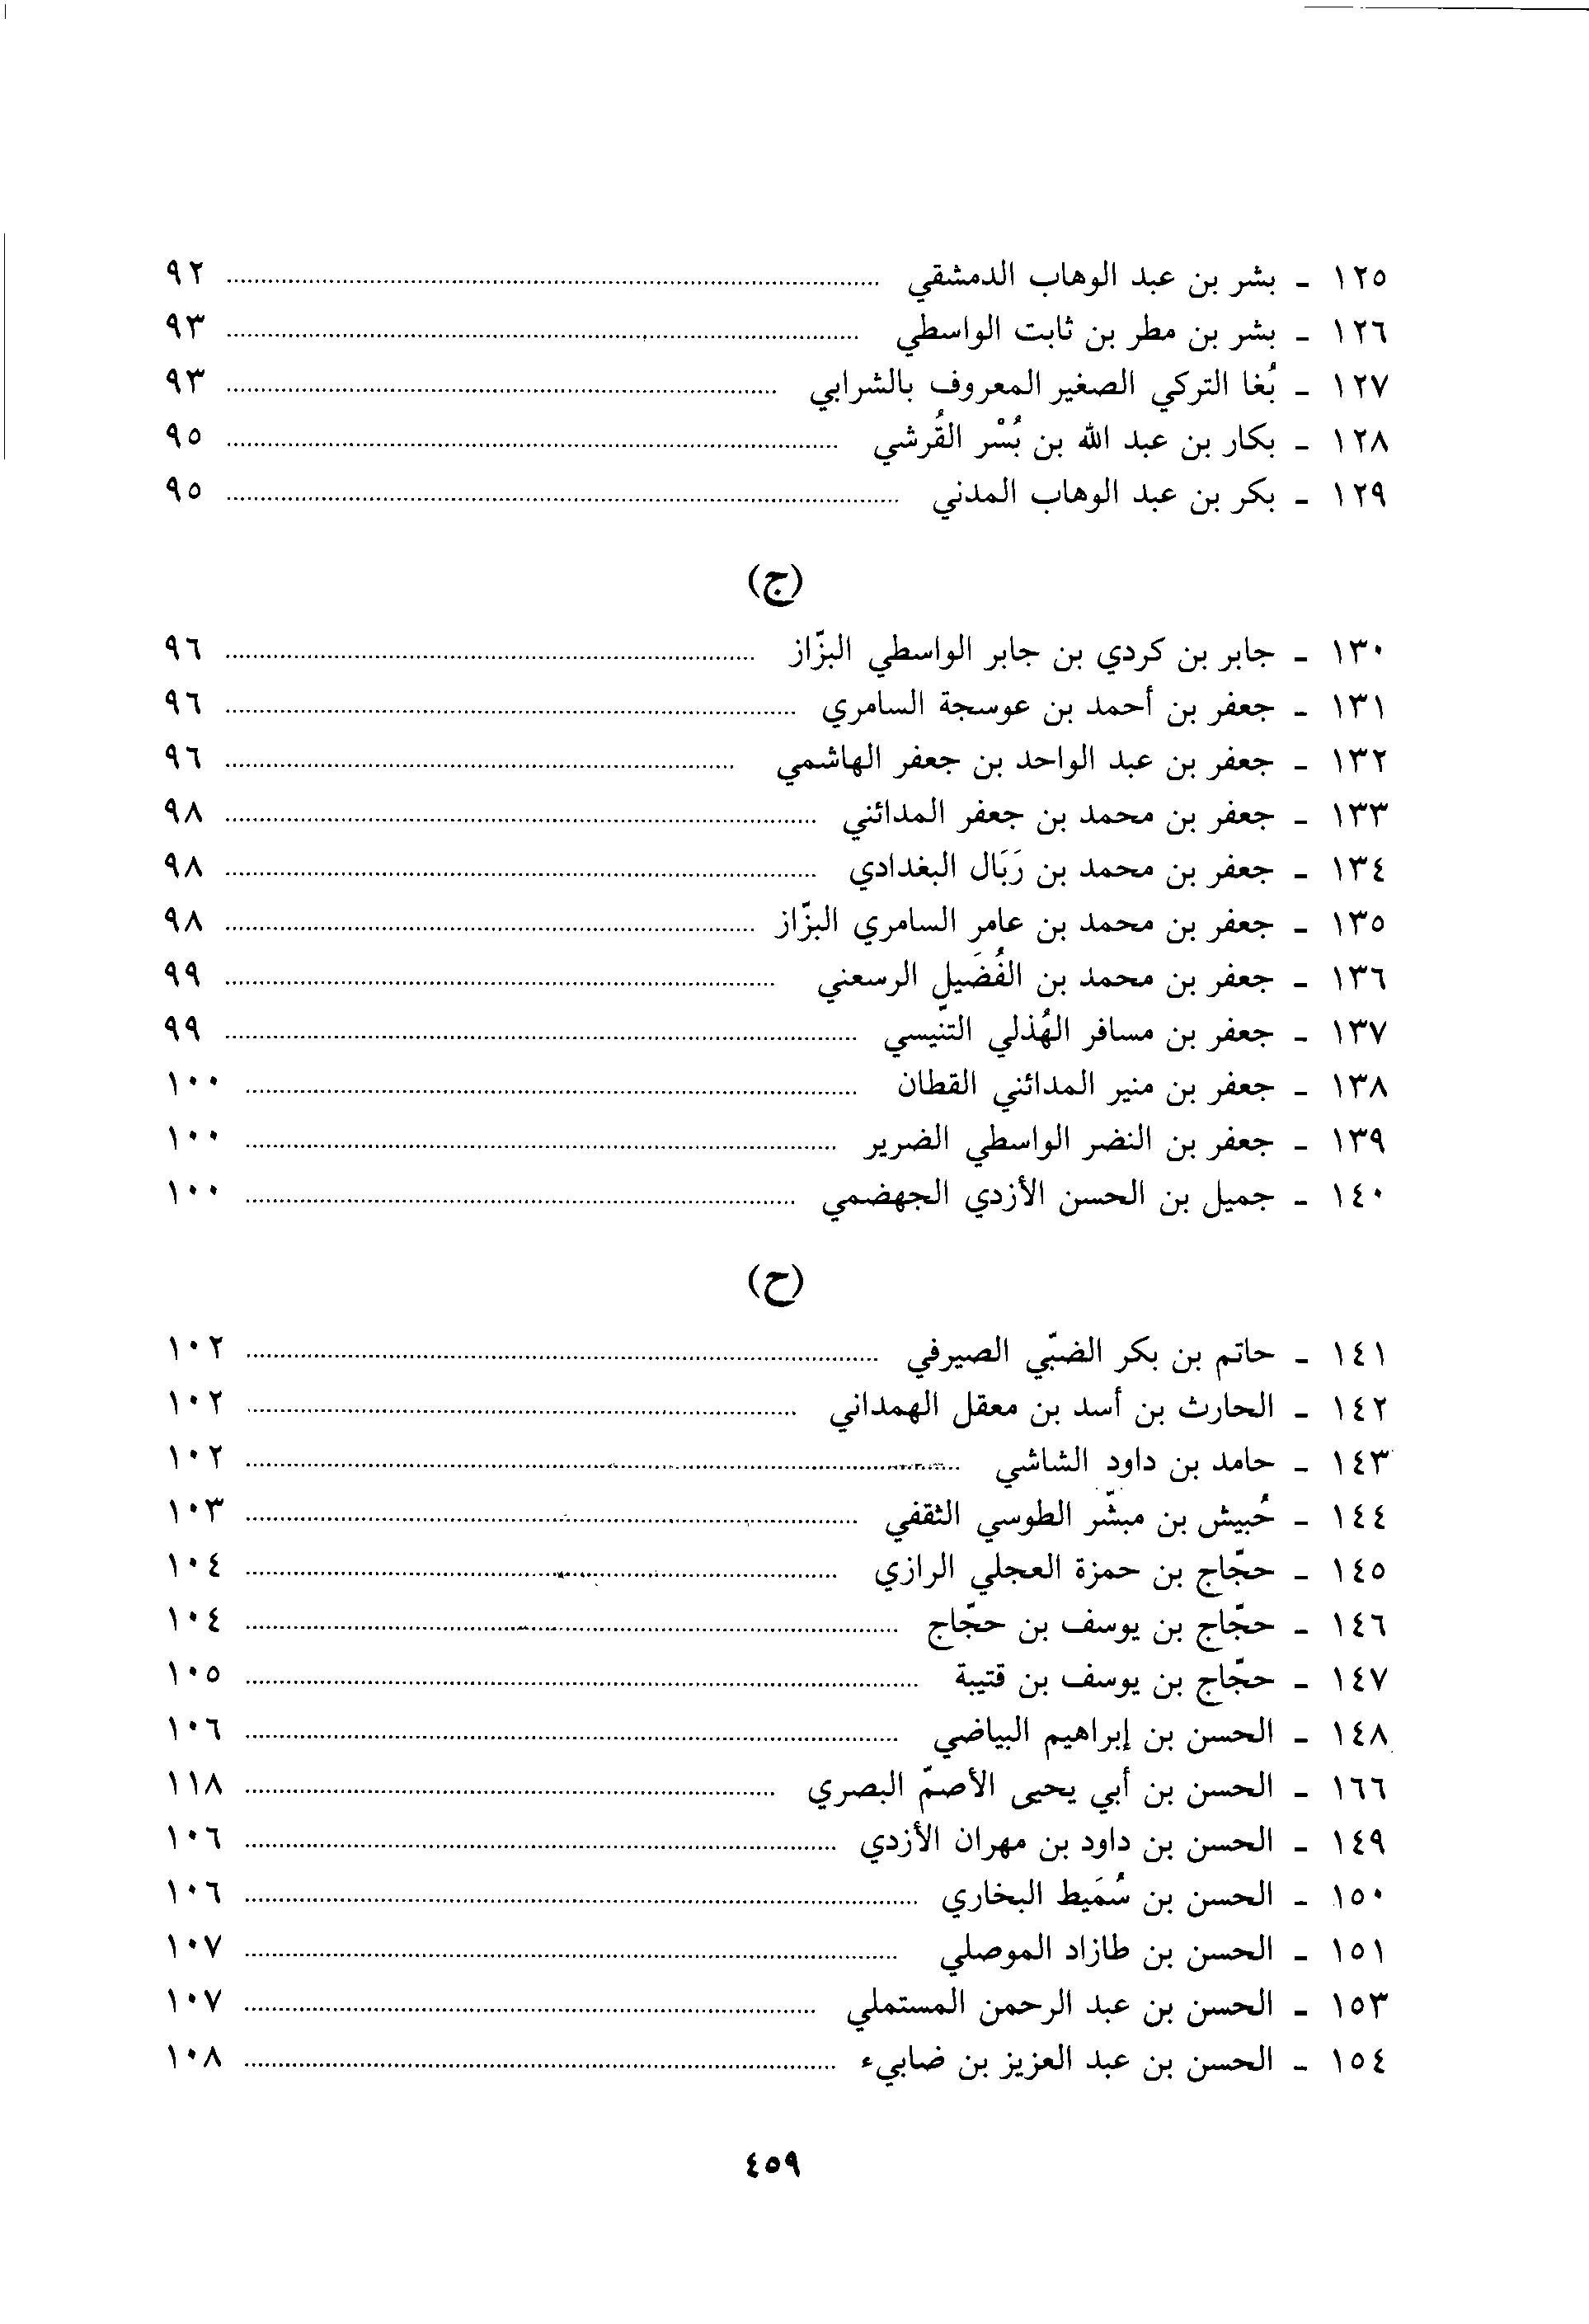 ١٢٥ - بشر بن عبد الوهاب الدمشقي ........ ٩٢
١٢٦ - بشر بن مطر بن ثابت الواسطي ........ ٩٣
١٢٧ - بُغا التركي الصغير المعروف بالشرابي ........ ٩٣
١٢٨ - بكار بن عبد الله بن بُسْر القُرشي ........ ٩٥
١٢٩ - بكر بن عبد الوهاب المدني ........ ٩٥
(ج)
١٣٠ - جابر بن كردي بن جابر الواسطي البزّاز ........ ٩٦
١٣١ - جعفر بن أحمد بن عوسجة السامري ........ ٩٦
١٣٢ - جعفر بن عبد الواحد بن جعفر الهاشمي ........ ٩٦
١٣٣ - جعفر بن محمد بن جعفر المدائني ........ ٩٨
١٣٤ - جعفر بن محمد بن رَبَال البغدادي ........ ٩٨
١٣٥ - جعفر بن محمد بن عامر السامري البزّاز ........ ٩٨
١٣٦ - جعفر بن محمد بن الفُضَيل الرسعني ........ ٩٩
١٣٧ - جعفر بن مسافر الهُذلي التنّيسي ........ ٩٩
١٣٨ - جعفر بن منير المدائني القطان ........ ١٠٠
١٣٩ - جعفر بن النضر الواسطي الضرير ........ ١٠٠
١٤٠ - جميل بن الحسن الأزدي الجهضمي ........ ١٠٠
(ح)
١٤١ - حاتم بن بكر الضبّي الصيرفي ........ ١٠٢
١٤٢ - الحارث بن أسد بن معقل الهمداني ........ ١٠٢
١٤٣ - حامد بن داود الشاشي ........ ١٠٢
١٤٤ - حُبيش بن مبشّر الطوسي الثقفي ........ ١٠٣
١٤٥ - حجّاج بن حمزة العجلي الرازي ........ ١٠٤
١٤٦ - حجّاج بن يوسف بن حجّاج ........ ١٠٤
١٤٧ - حجّاج بن يوسف بن قتيبة ........ ١٠٥
١٤٨ - الحسن بن إبراهيم البياضي ........ ١٠٦
١٦٦ - الحسن بن أبي يحيى الأصمّ البصري ........ ١١٨
١٤٩ - الحسن بن داود بن مهران الأزدي ........ ١٠٦
١٥٠ - الحسن بن سُمَيط البخاري ........ ١٠٦
١٥١ - الحسن بن طازاد الموصلي ........ ١٠٧
١٥٣ - الحسن بن عبد الرحمن المستملي ........ ١٠٧
١٥٤ - الحسن بن عبد العزيز بن ضابيء ........ ١٠٨
٤٥٩